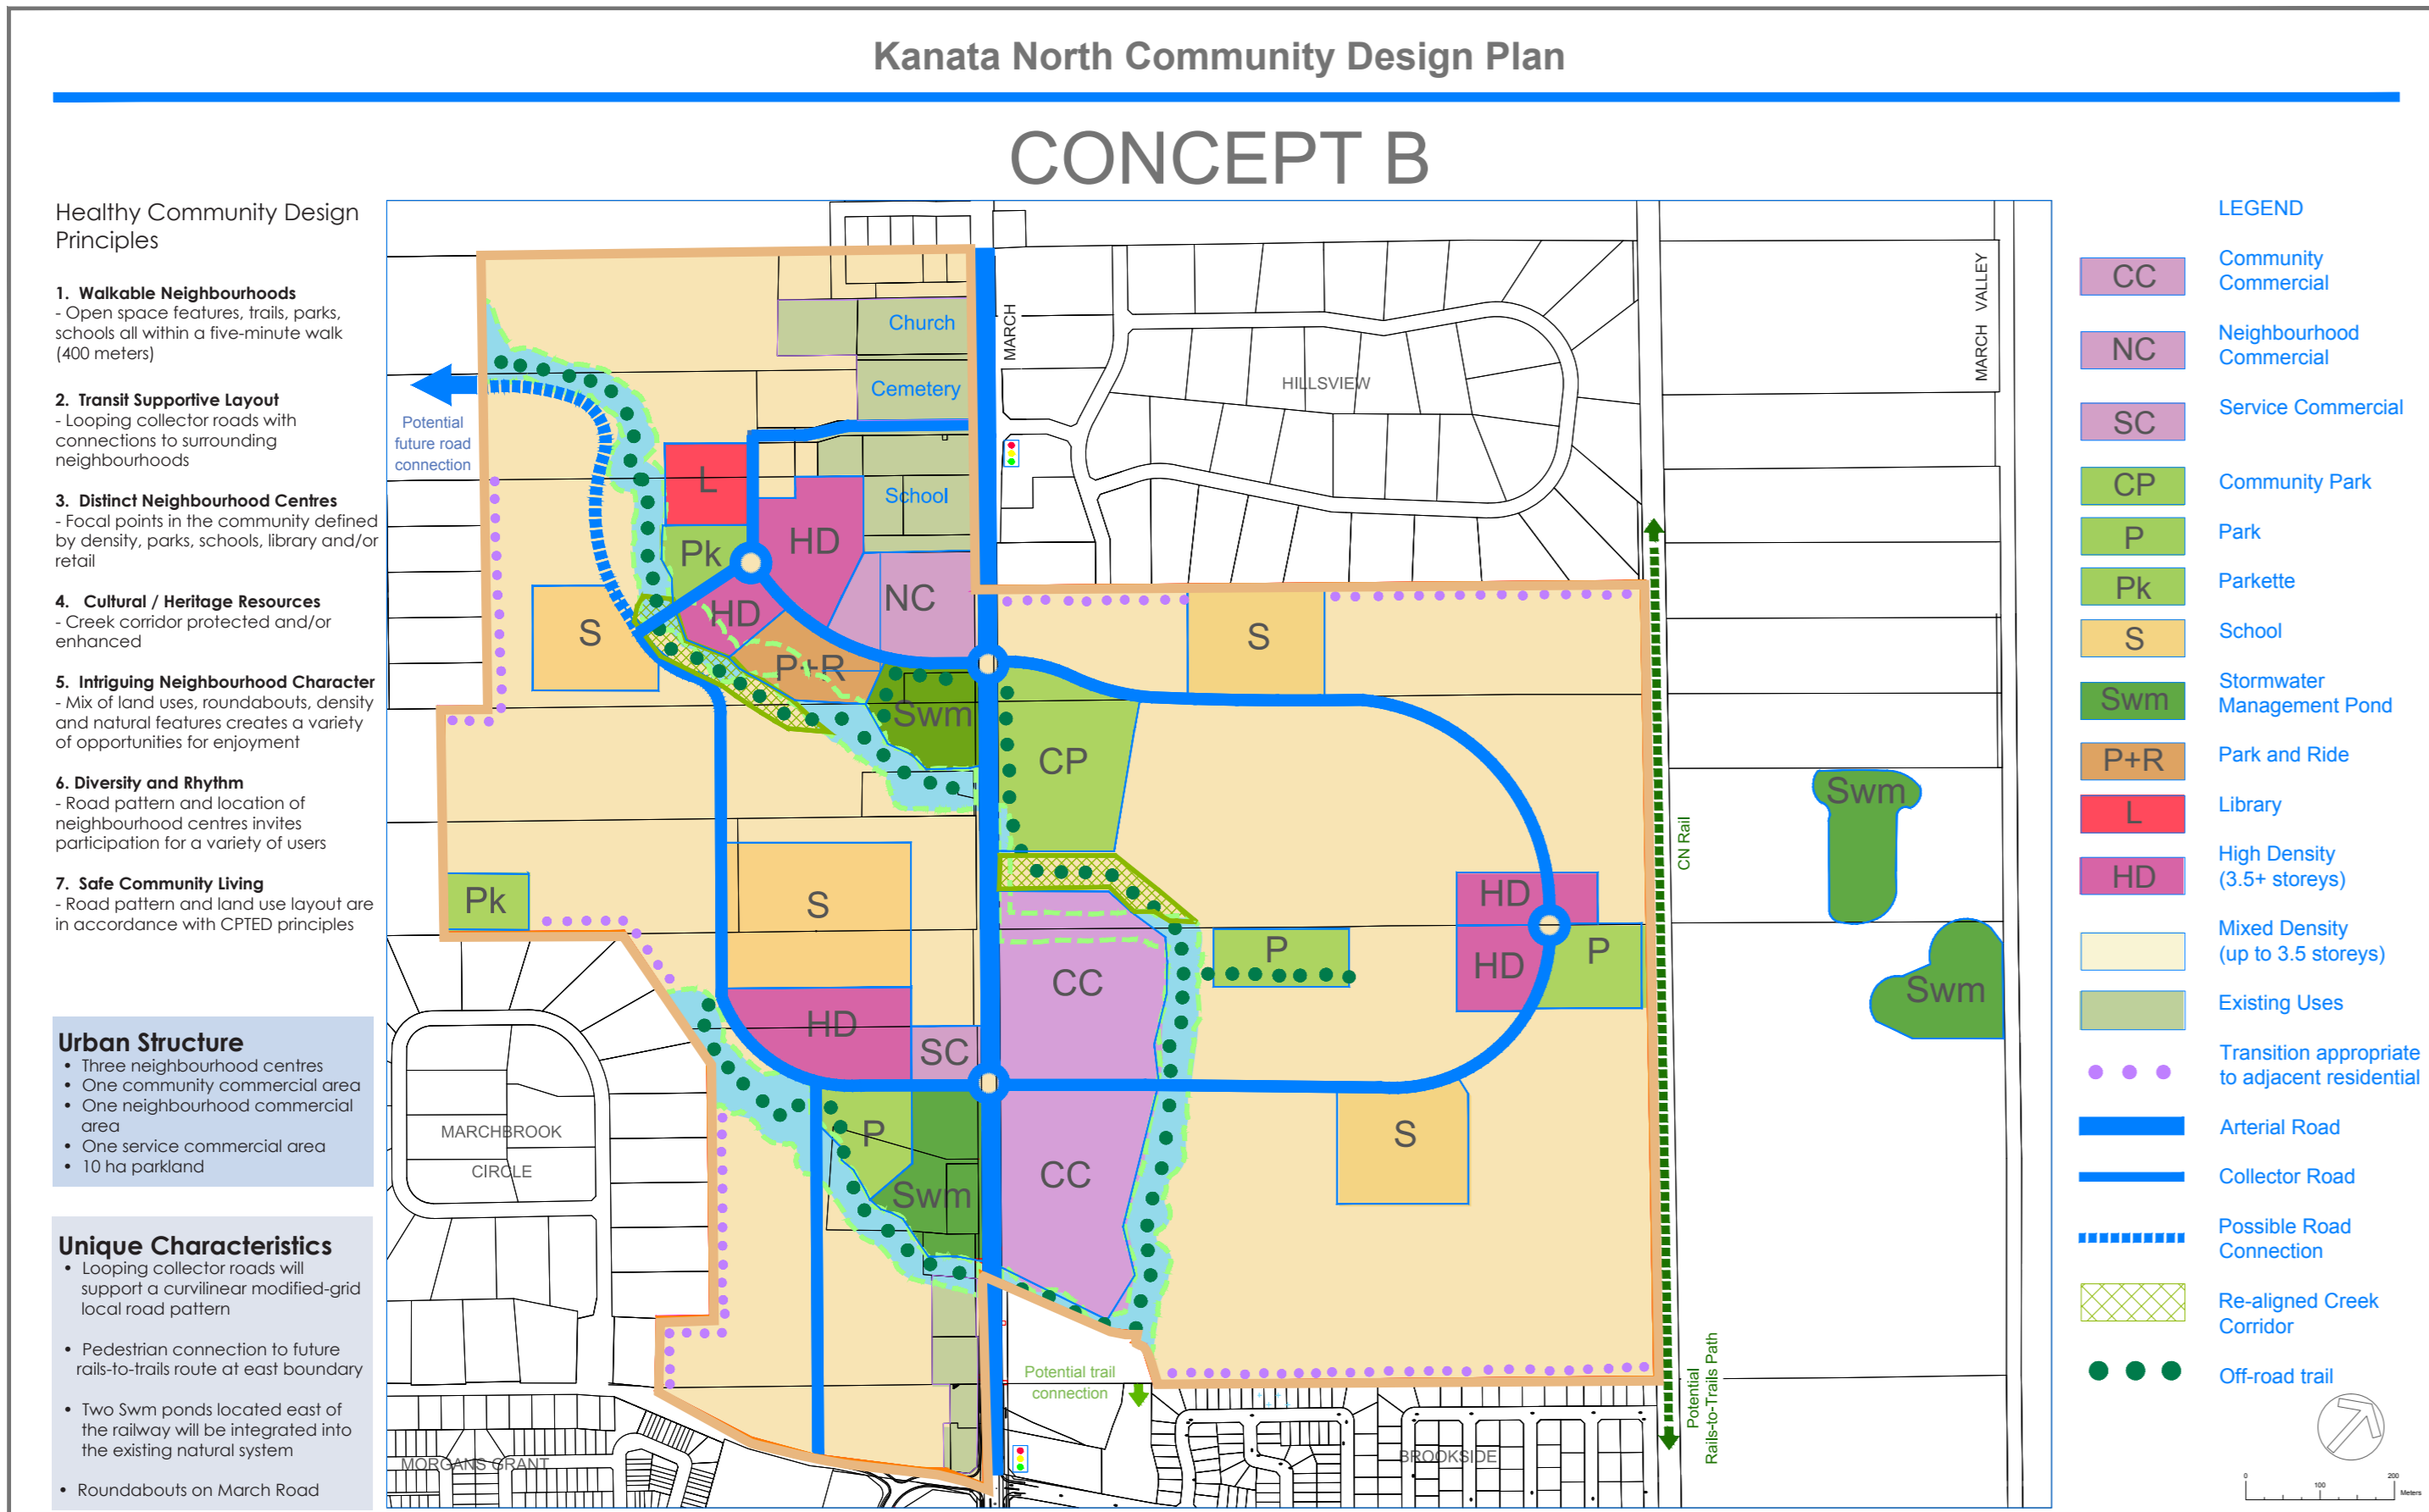 Kanata North Community Design Plan
CONCEPT B
Healthy Community Design
Principles
1. Walkable Neighbourhoods
- Open space features, trails, parks,
schools all within a five-minute walk
(400 meters)
2. Transit Supportive Layout
- Looping collector roads with
connections to surrounding
neighbourhoods
3. Distinct Neighbourhood Centres
- Focal points in the community defined
by density, parks, schools, library and/or
retail
4. Cultural / Heritage Resources
- Creek corridor protected and/or
enhanced
5. Intriguing Neighbourhood Character
- Mix of land uses, roundabouts, density
and natural features creates a variety
of opportunities for enjoyment
6. Diversity and Rhythm
- Road pattern and location of
neighbourhood centres invites
participation for a variety of users
7. Safe Community Living
- Road pattern and land use layout are
in accordance with CPTED principles
Urban Structure
• Three neighbourhood centres
• One community commercial area
• One neighbourhood commercial
area
• One service commercial area
• 10 ha parkland
Unique Characteristics
• Looping collector roads will
support a curvilinear modified-grid
local road pattern
• Pedestrian connection to future
rails-to-trails route at east boundary
• Two Swm ponds located east of
the railway will be integrated into
the existing natural system
• Roundabouts on March Road
Church
Cemetery
School
MARCH
HILLSVIEW
MARCH VALLEY
Potential
future road
connection
L
Pk
HD
HD
NC
S
P+R
Swm
S
CP
Swm
CN Rail
Pk
S
HD
P
P
HD
CC
Swm
HD
SC
MARCHBROOK
CIRCLE
P
S
CC
Swm
Potential trail
connection
Potential
Rails-to-Trails Path
MORGANS GRANT
BROOKSIDE
LEGEND
CC
Community
Commercial
NC
Neighbourhood
Commercial
SC
Service Commercial
CP
Community Park
P
Park
Pk
Parkette
S
School
Swm
Stormwater
Management Pond
P+R
Park and Ride
L
Library
HD
High Density
(3.5+ storeys)
Mixed Density
(up to 3.5 storeys)
Existing Uses
Transition appropriate
to adjacent residential
Arterial Road
Collector Road
Possible Road
Connection
Re-aligned Creek
Corridor
Off-road trail
0
100
200
Meters